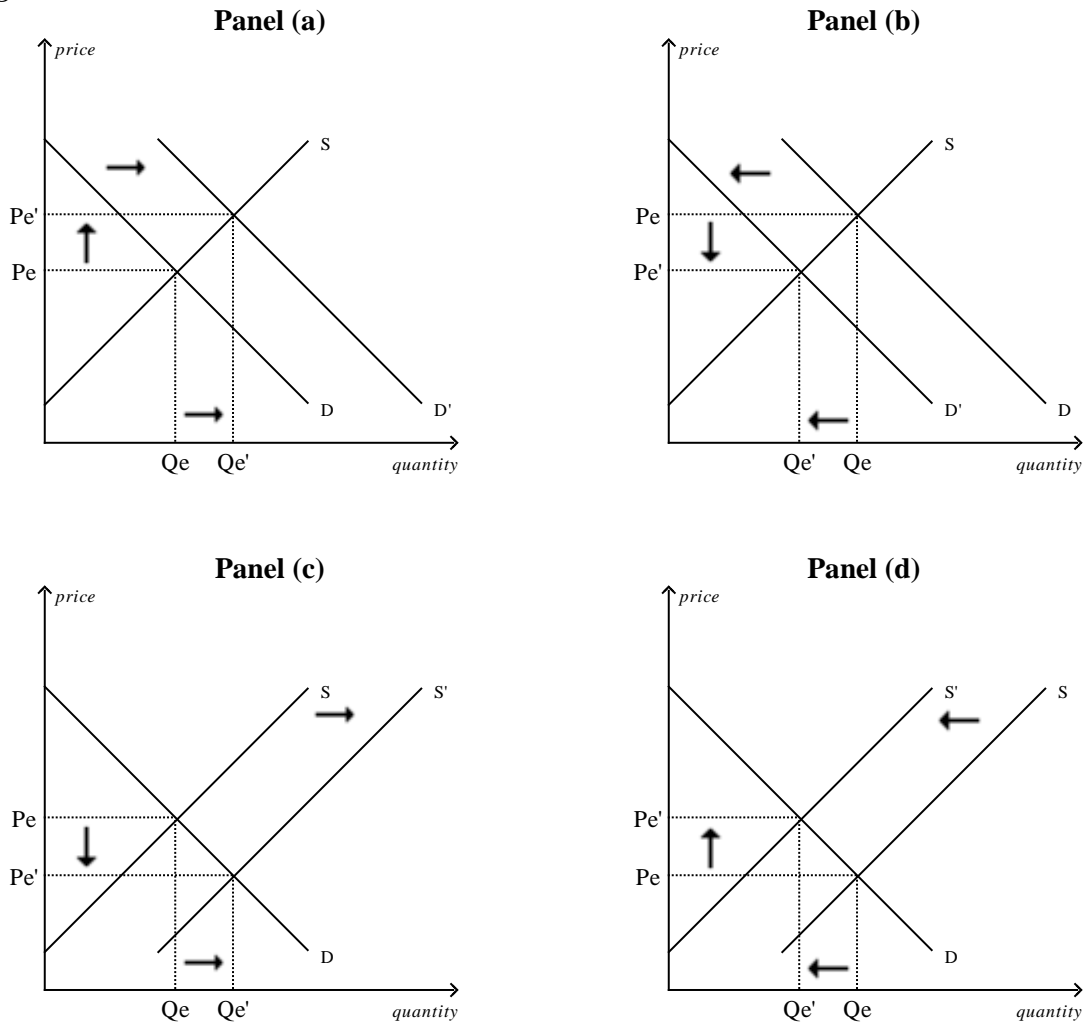 Panel (a)
price
S
Pe'
Pe
D
D'
Qe
Qe'
quantity
Panel (b)
price
S
Pe
Pe'
D'
D
Qe'
Qe
quantity
Panel (c)
price
S
S'
Pe
Pe'
D
Qe
Qe'
quantity
Panel (d)
price
S'
S
Pe'
Pe
D
Qe'
Qe
quantity